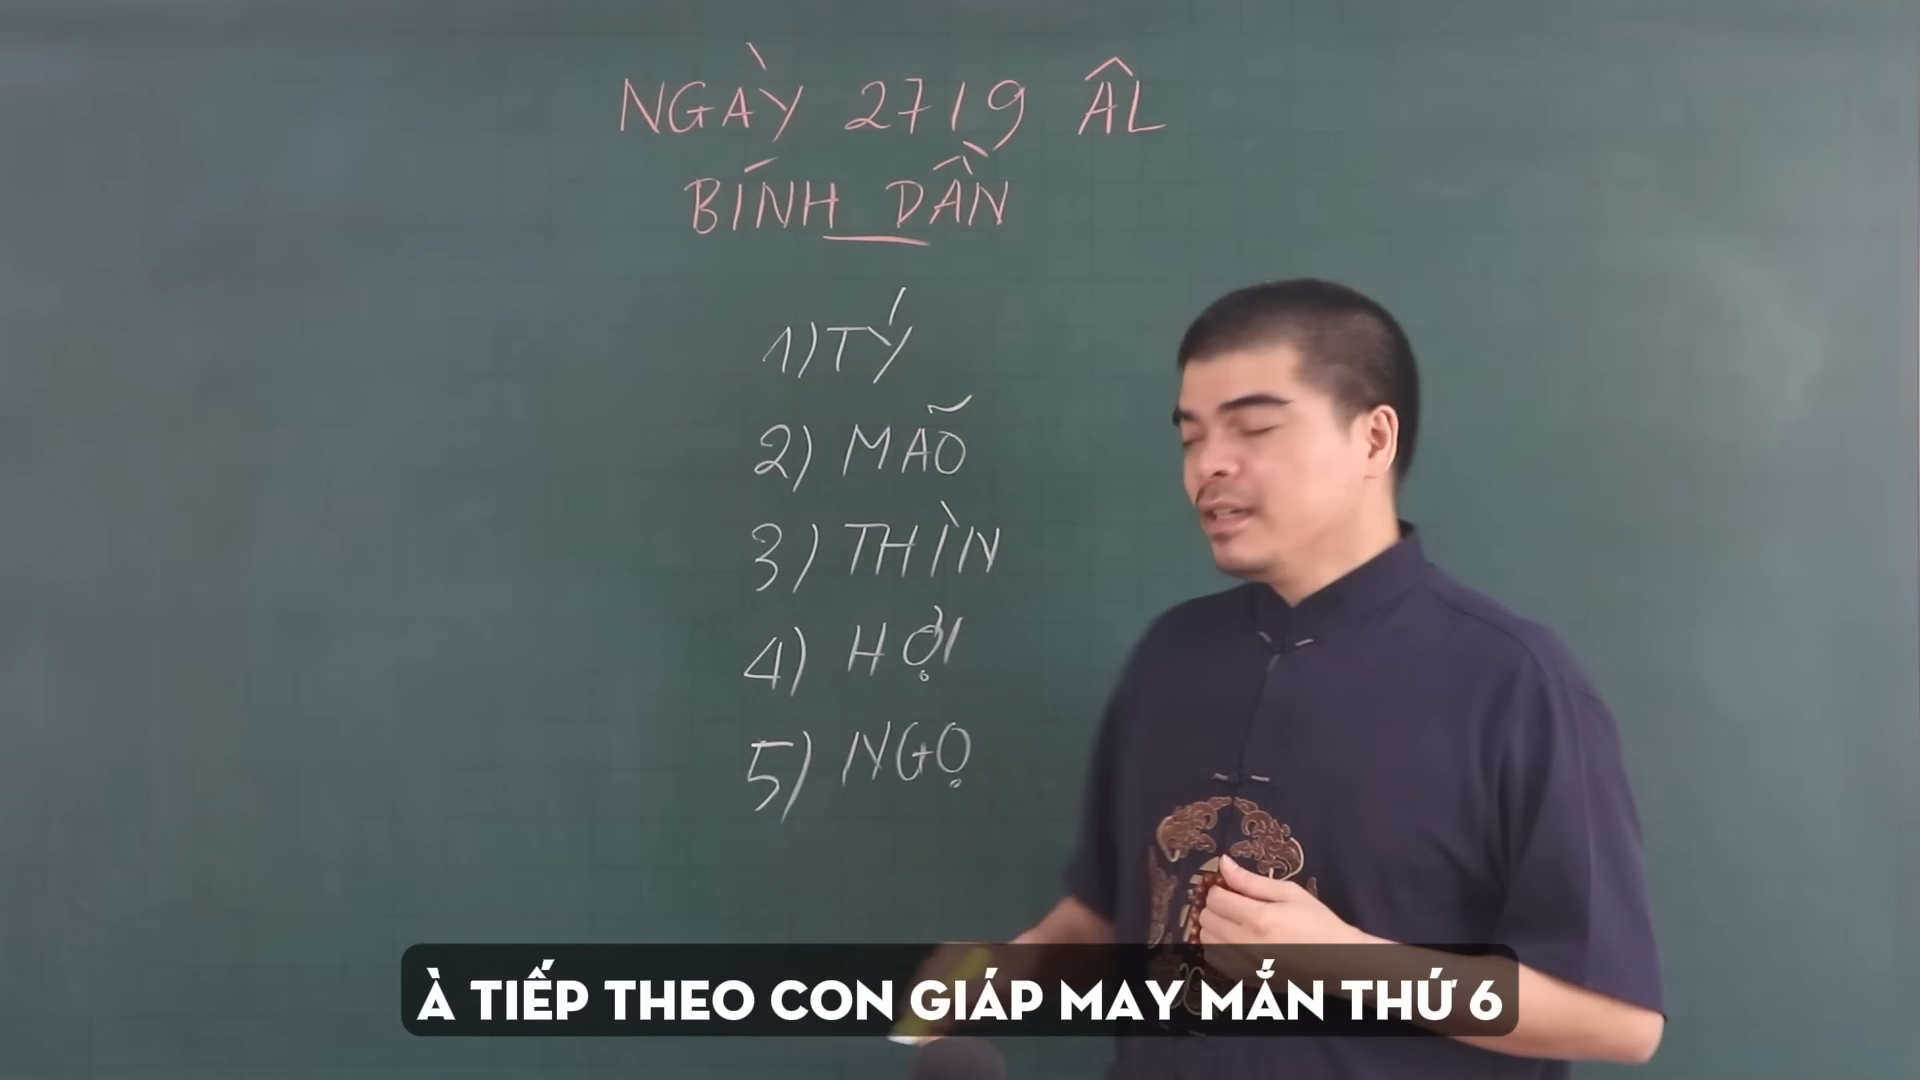 NGÀY 27/9 ÂL
BÍNH DẦN
1) TÝ
2) MÃO
3) THÌN
4) HỢI
5) NGỌ
À TIẾP THEO CON GIÁP MAY MẮN THỨ 6